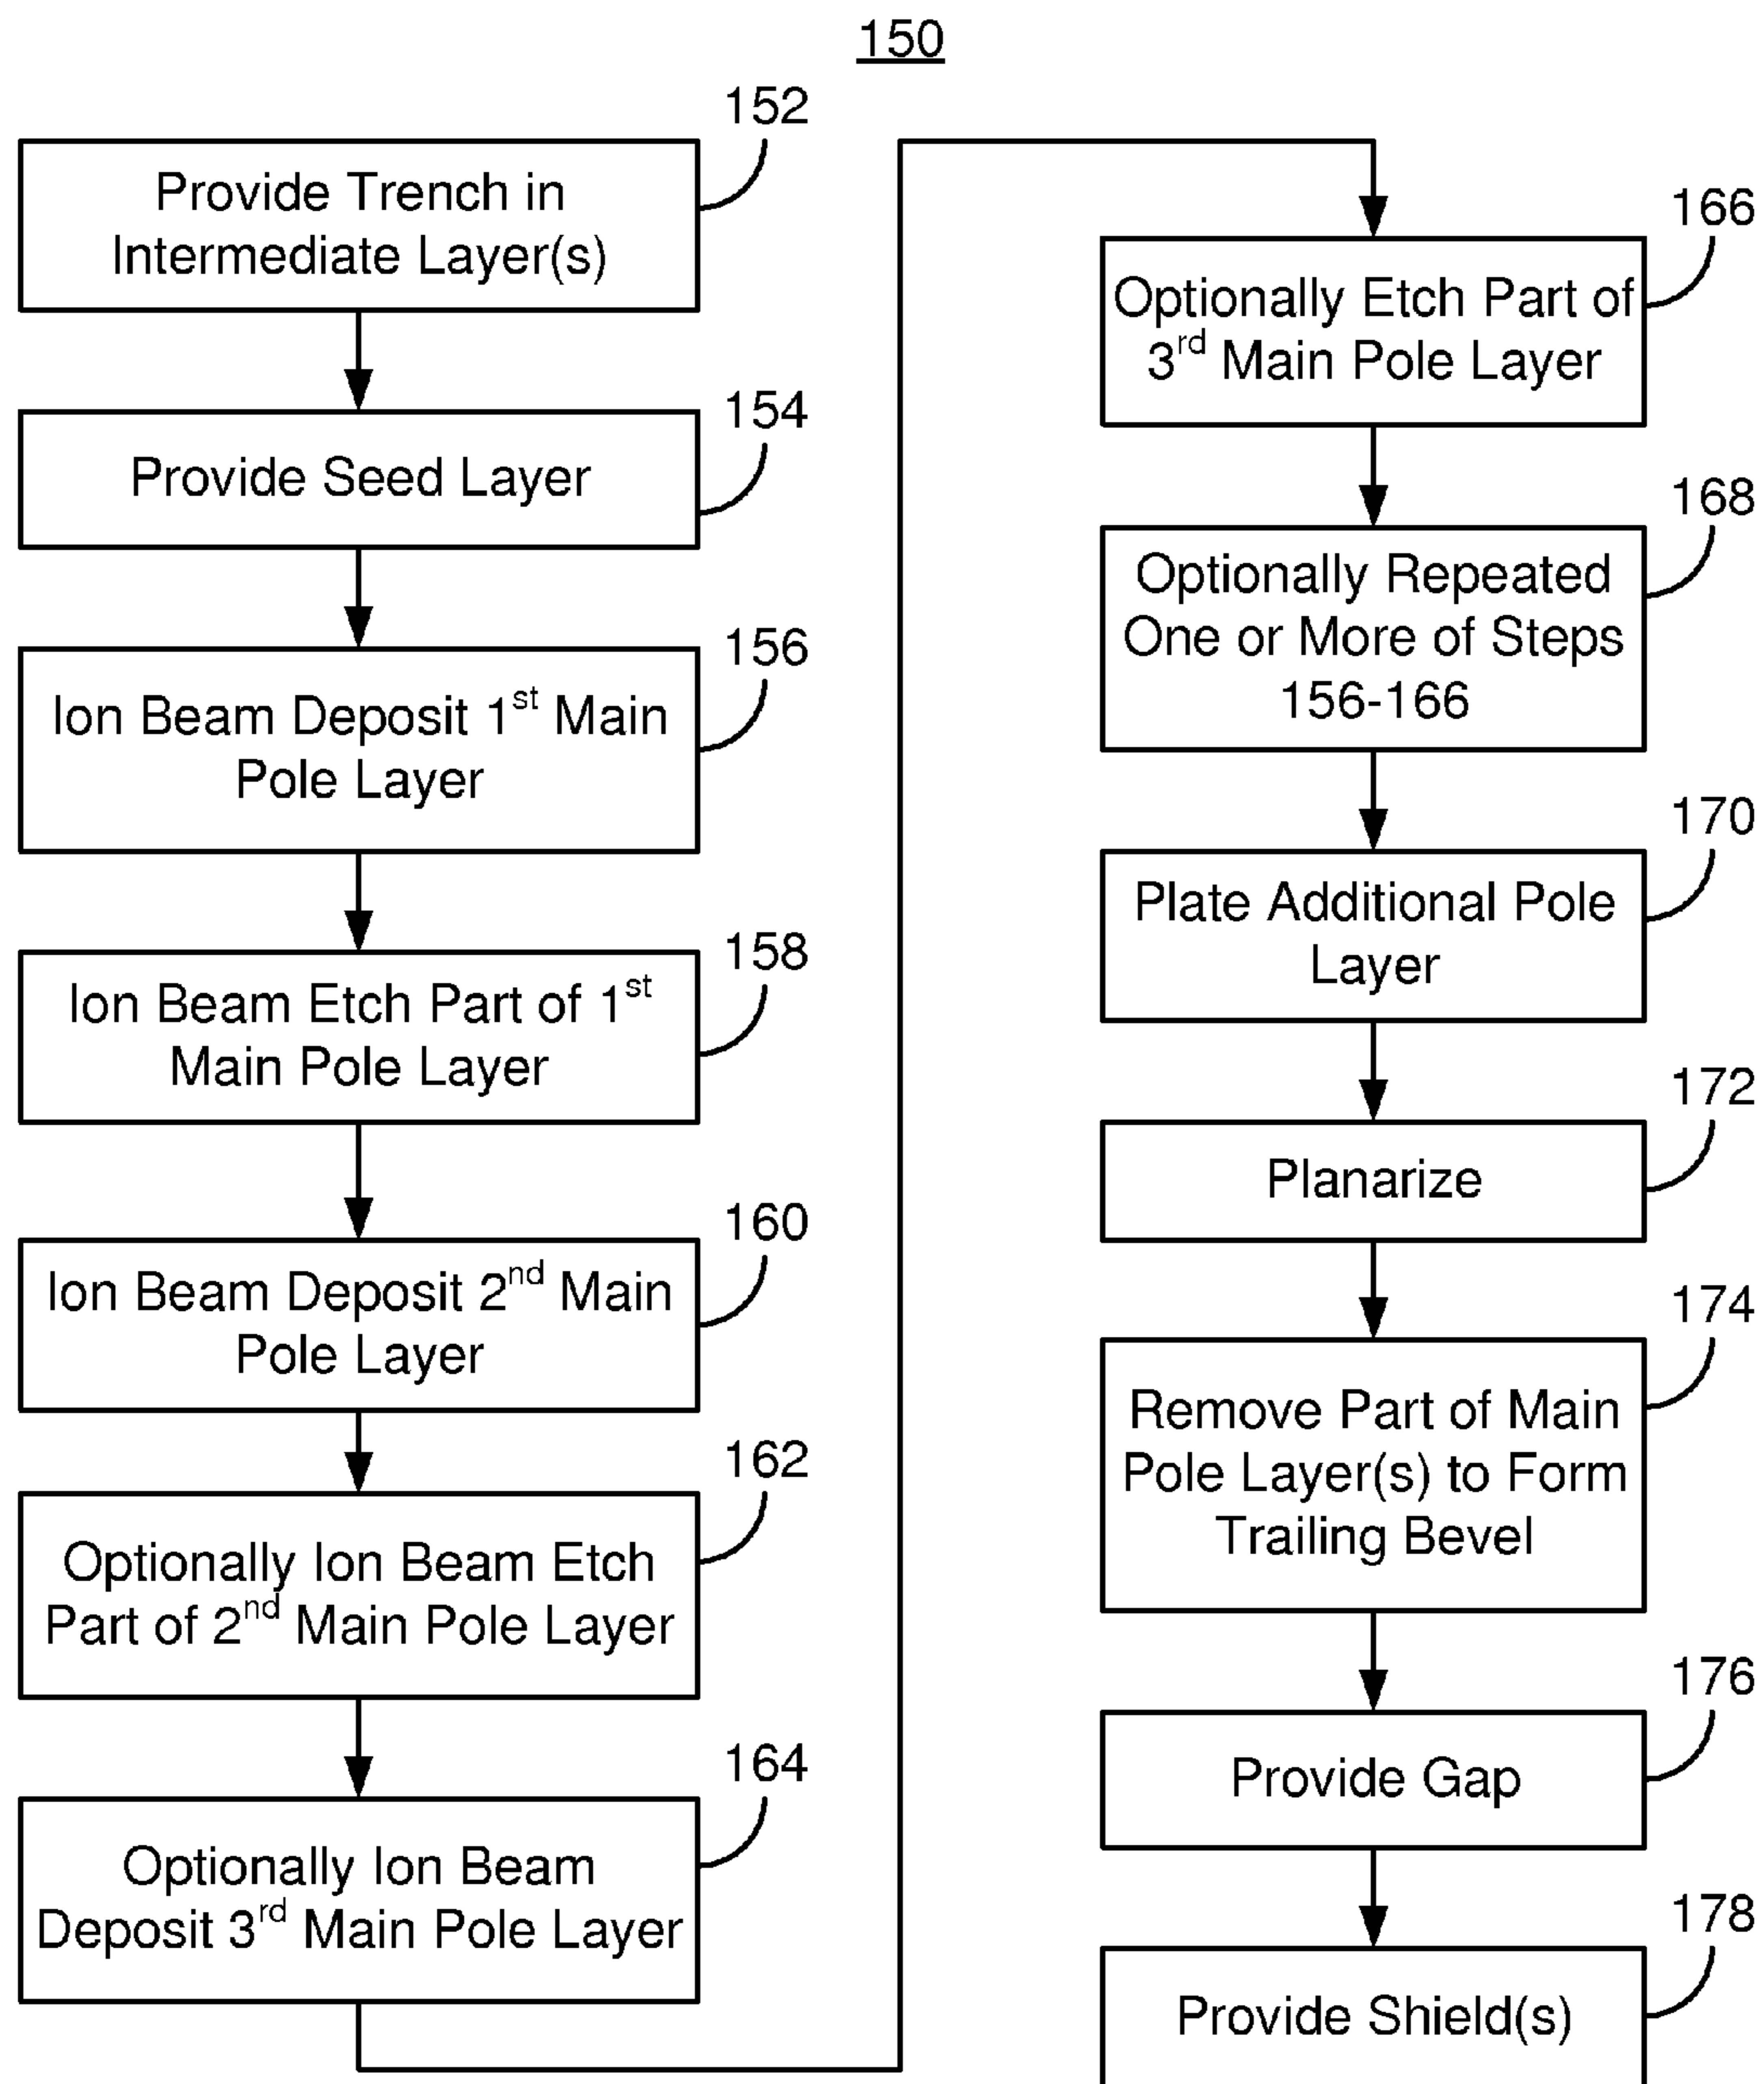 150
152
Provide Trench in
Intermediate Layer(s)
154
Provide Seed Layer
156
Ion Beam Deposit 1st Main
Pole Layer
158
Ion Beam Etch Part of 1st
Main Pole Layer
160
Ion Beam Deposit 2nd Main
Pole Layer
162
Optionally Ion Beam Etch
Part of 2nd Main Pole Layer
164
Optionally Ion Beam
Deposit 3rd Main Pole Layer
166
Optionally Etch Part of
3rd Main Pole Layer
168
Optionally Repeated
One or More of Steps
156-166
170
Plate Additional Pole
Layer
172
Planarize
174
Remove Part of Main
Pole Layer(s) to Form
Trailing Bevel
176
Provide Gap
178
Provide Shield(s)